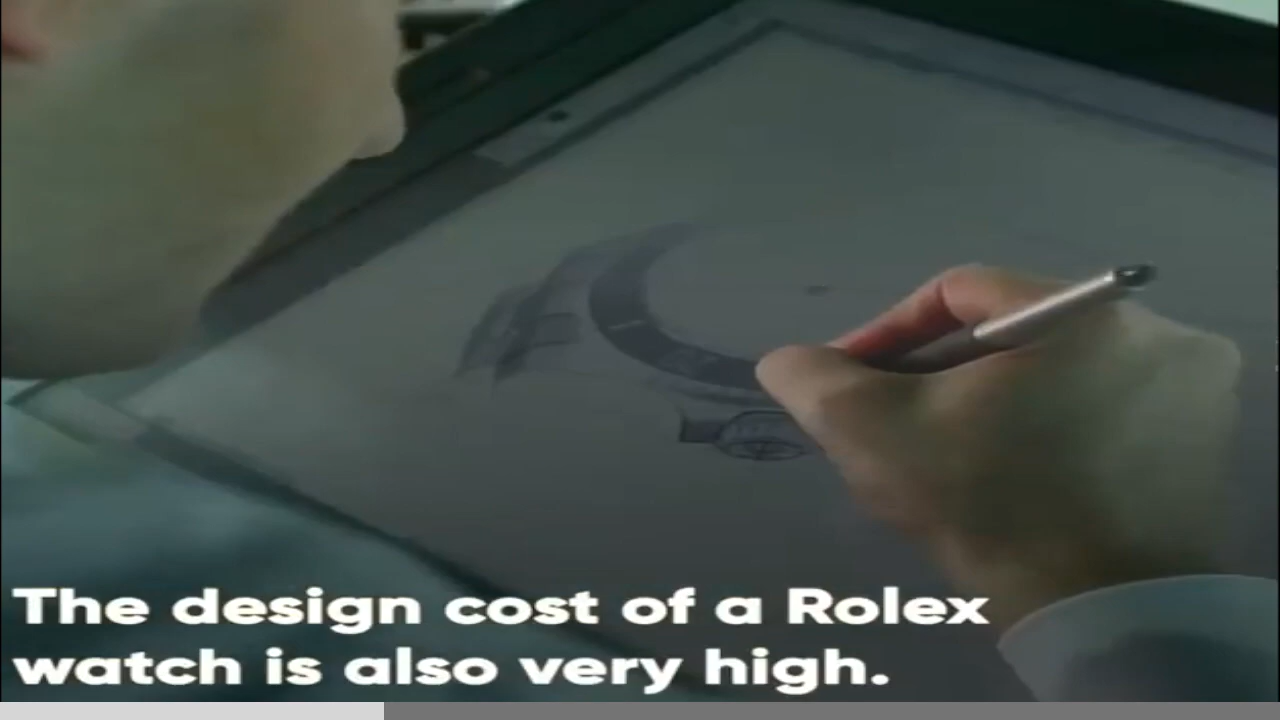 The design cost of a Rolex
watch is also very high.